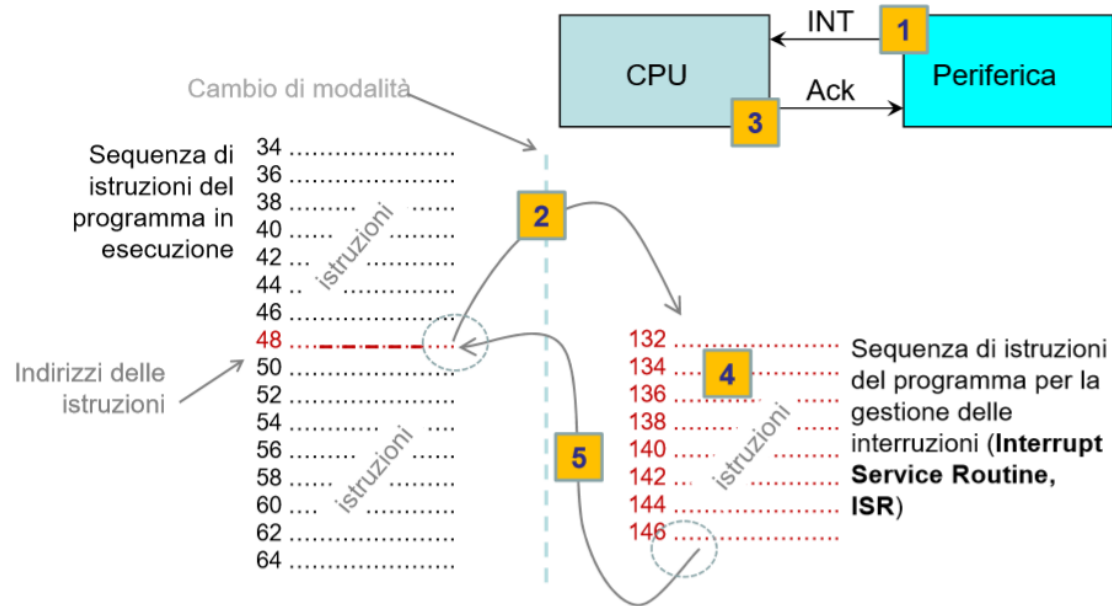 INT
1
CPU
Periferica
Ack
3
Cambio di modalità
Sequenza di
istruzioni del
programma in
esecuzione
34 ........................
36 ........................
38 ........................
40 ........................
42 ........................
44 ........................
46 ........................
48 ........................
50 ........................
52 ........................
54 ........................
56 ........................
58 ........................
60 ........................
62 ........................
64 ........................
istruzioni
istruzioni
Indirizzi delle
istruzioni
2
5
132 ........................
134 ........................
136 ........................
138 ........................
140 ........................
142 ........................
144 ........................
146 ........................
4
istruzioni
Sequenza di istruzioni
del programma per la
gestione delle
interruzioni (Interrupt
Service Routine,
ISR)